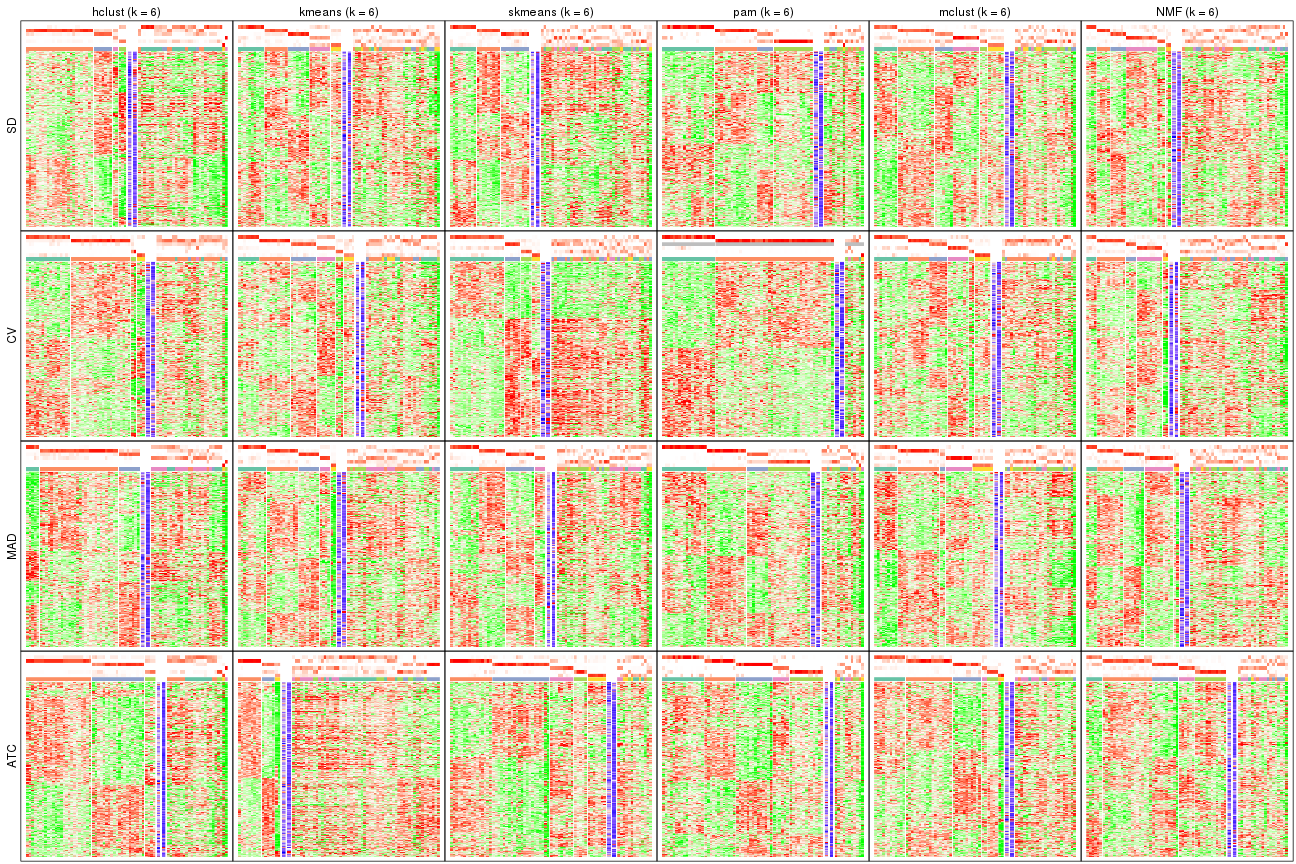 hclust (k = 6)
kmeans (k = 6)
skmeans (k = 6)
pam (k = 6)
mclust (k = 6)
NMF (k = 6)
SD
CV
MAD
ATC